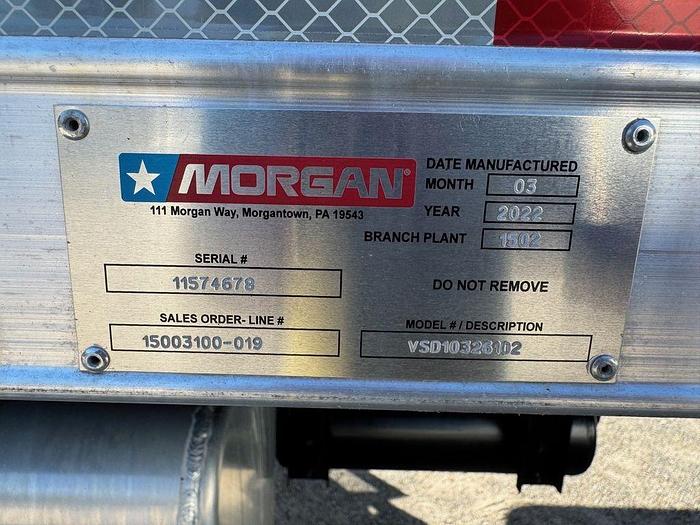 MORGAN®
111 Morgan Way, Morgantown, PA 19543
DATE MANUFACTURED
MONTH 03
YEAR 2022
BRANCH PLANT 1502
SERIAL #
11574678
DO NOT REMOVE
SALES ORDER- LINE #
15003100-019
MODEL # / DESCRIPTION
VSD10326102